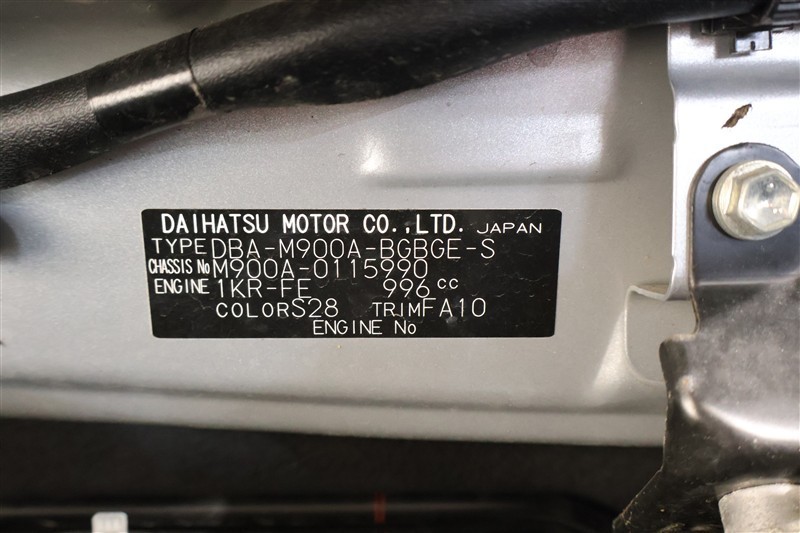 DAIHATSU MOTOR CO.,LTD. JAPAN
TYPE DBA-M900A-BGBGE-S
CHASSIS No M900A-0115990
ENGINE 1KR-FE 996 cc
COLOR S28 TRIM FA10
ENGINE No